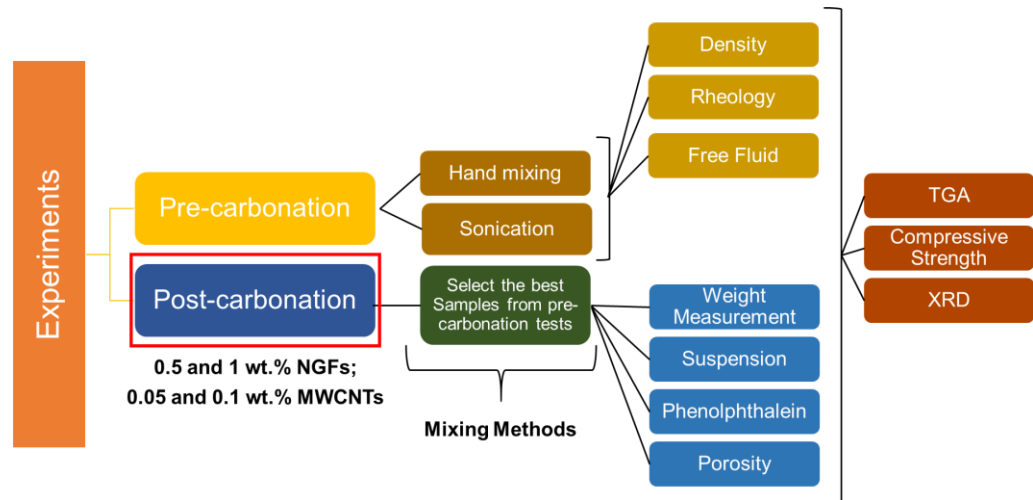 Experiments
Pre-carbonation
Post-carbonation
0.5 and 1 wt.% NGFs;
0.05 and 0.1 wt.% MWCNTs
Hand mixing
Sonication
Select the best
Samples from pre-
carbonation tests
Mixing Methods
Density
Rheology
Free Fluid
Weight
Measurement
Suspension
Phenolphthalein
Porosity
TGA
Compressive
Strength
XRD